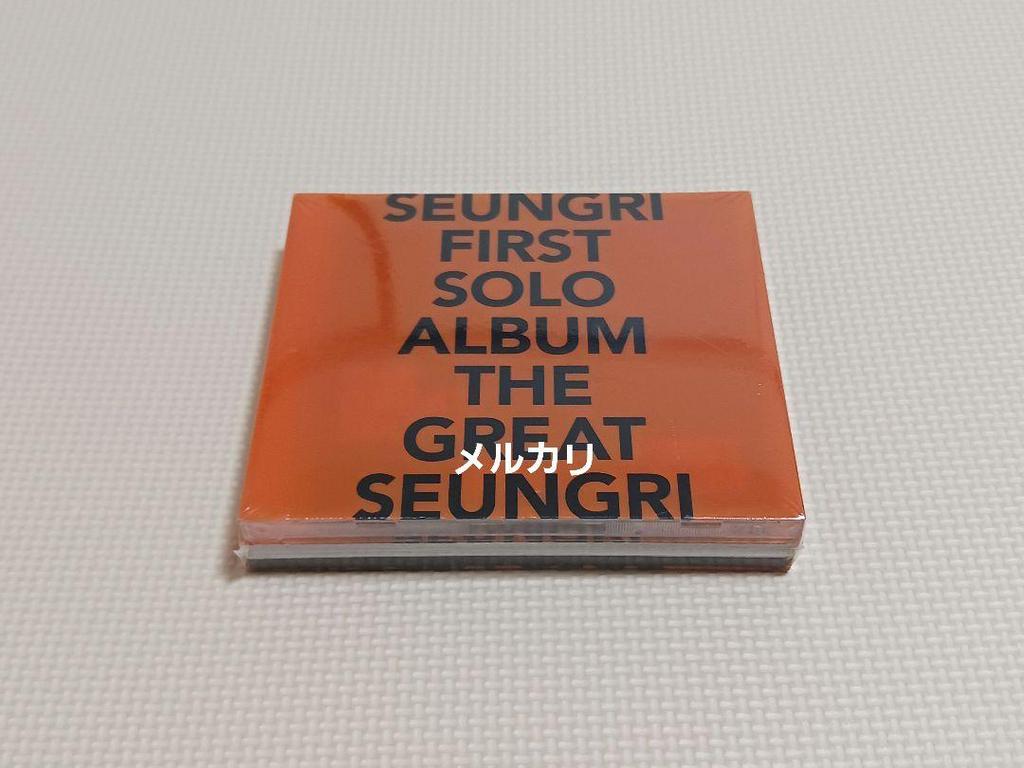 SEUNGRI
FIRST
SOLO
ALBUM
THE
GREAT
メルカリ
SEUNGRI